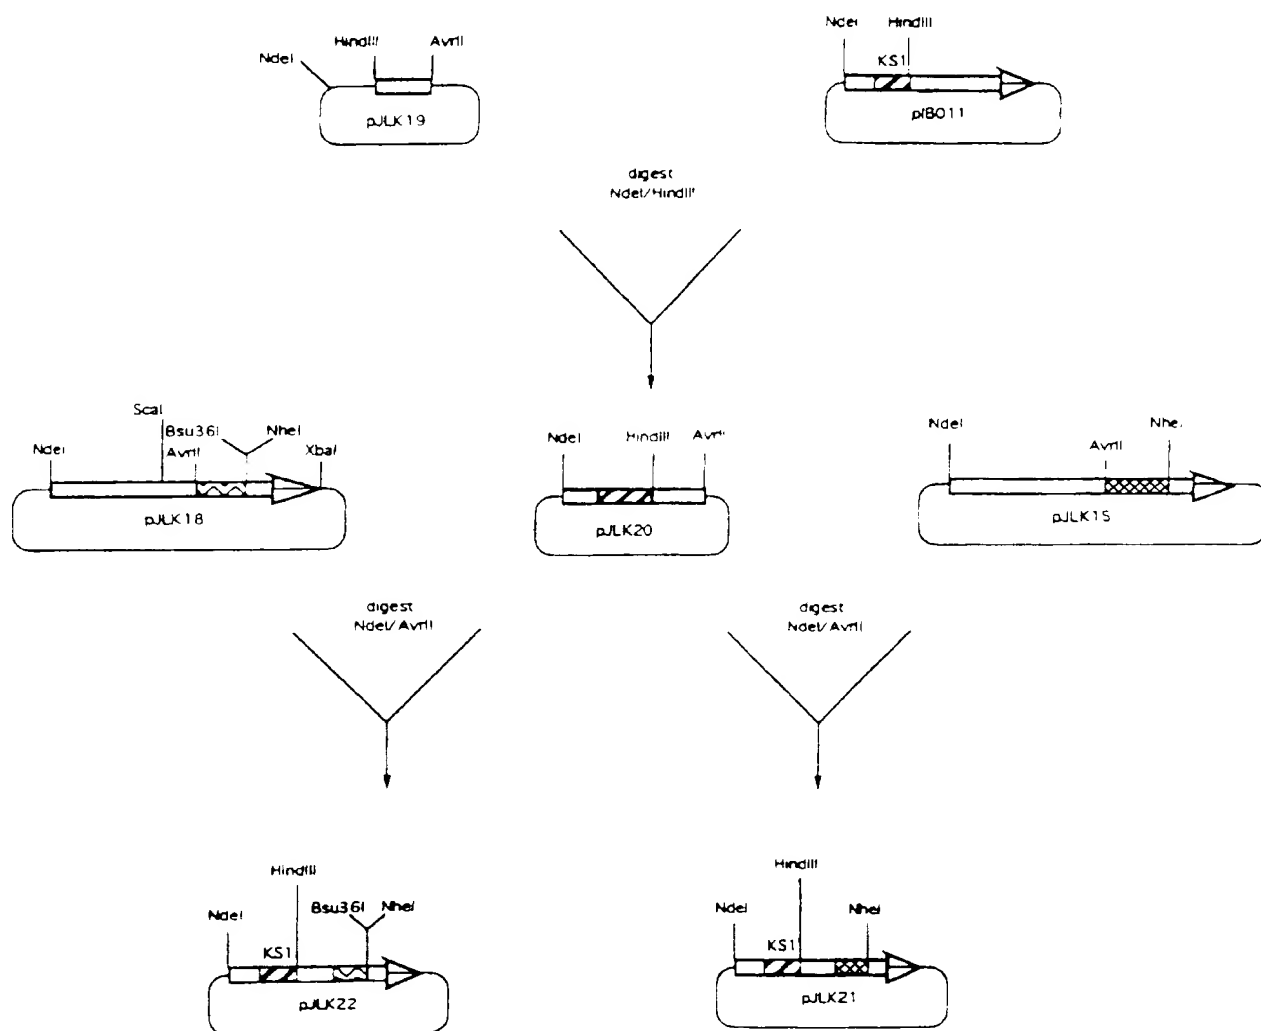 NdeI
HindIII
AvrII
pJLK19
NdeI
HindIII
KS1
pIB011
digest
NdeI/HindIII
NdeI
ScaI
Bsu36I
AvrII
NheI
XbaI
pJLK18
NdeI
HindIII
AvrII
pJLK20
NdeI
AvrII
NheI
pJLK15
digest
NdeI/AvrII
digest
NdeI/AvrII
NdeI
KS1
HindIII
Bsu36I
NheI
pJLK22
NdeI
KS1
HindIII
NheI
pJLK21